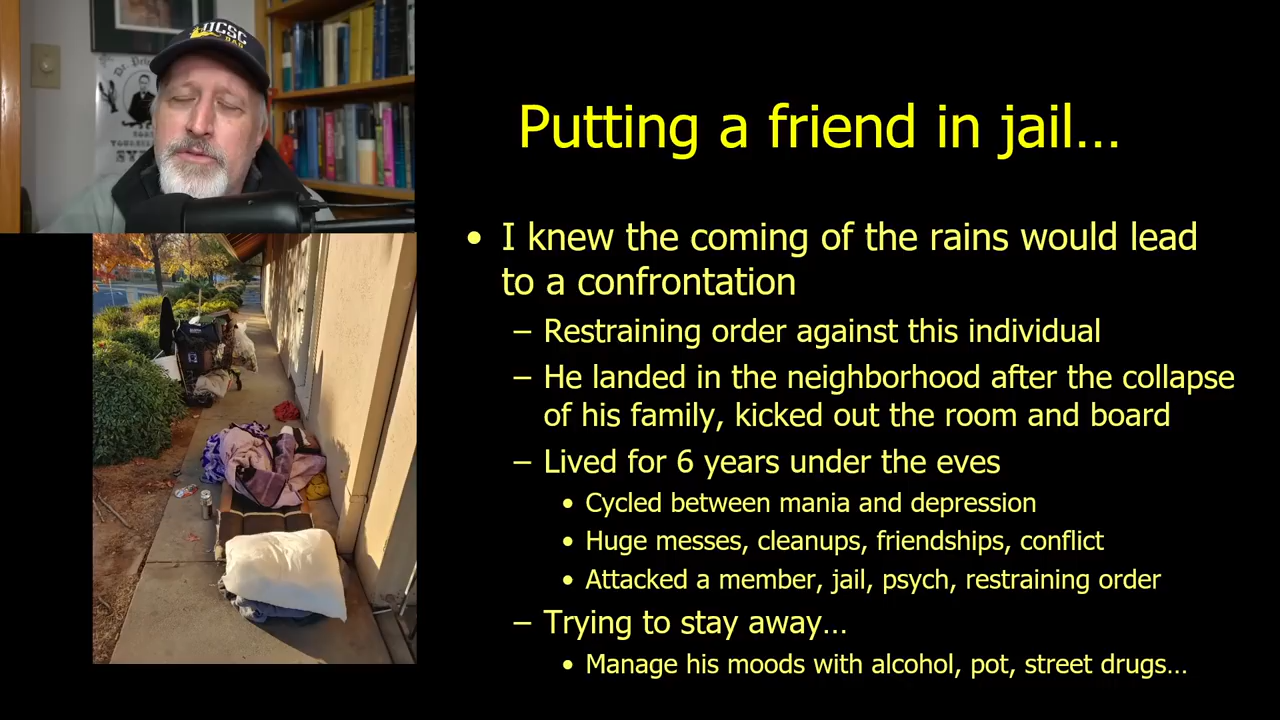 UCSC
DAD
Putting a friend in jail...
• I knew the coming of the rains would lead
to a confrontation
– Restraining order against this individual
– He landed in the neighborhood after the collapse
of his family, kicked out the room and board
– Lived for 6 years under the eves
• Cycled between mania and depression
• Huge messes, cleanups, friendships, conflict
• Attacked a member, jail, psych, restraining order
– Trying to stay away...
• Manage his moods with alcohol, pot, street drugs...